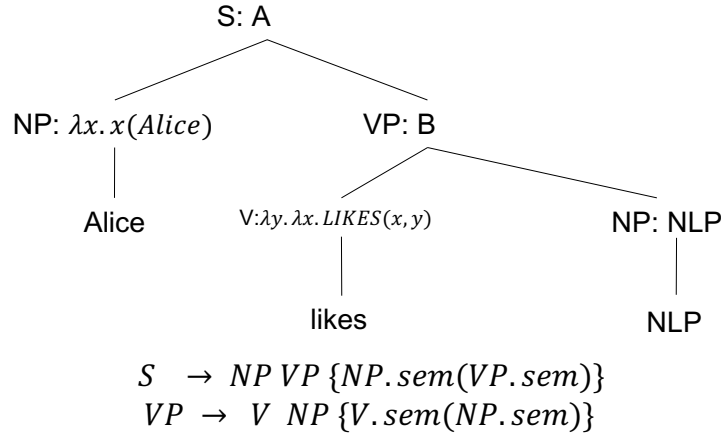 S: A
NP: λx.x(Alice) VP: B
Alice V:λy.λx.LIKES(x,y) NP: NLP
likes NLP
S → NP VP {NP.sem(VP.sem)}
VP → V NP {V.sem(NP.sem)}